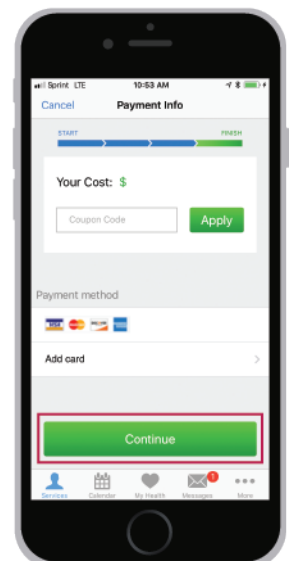 Sprint LTE 10:53 AM
Cancel Payment Info
START FINISH
Your Cost: $
Coupon Code Apply
Payment method
VISA
Add card
Continue
Services Calendar My Health Messages 1 More